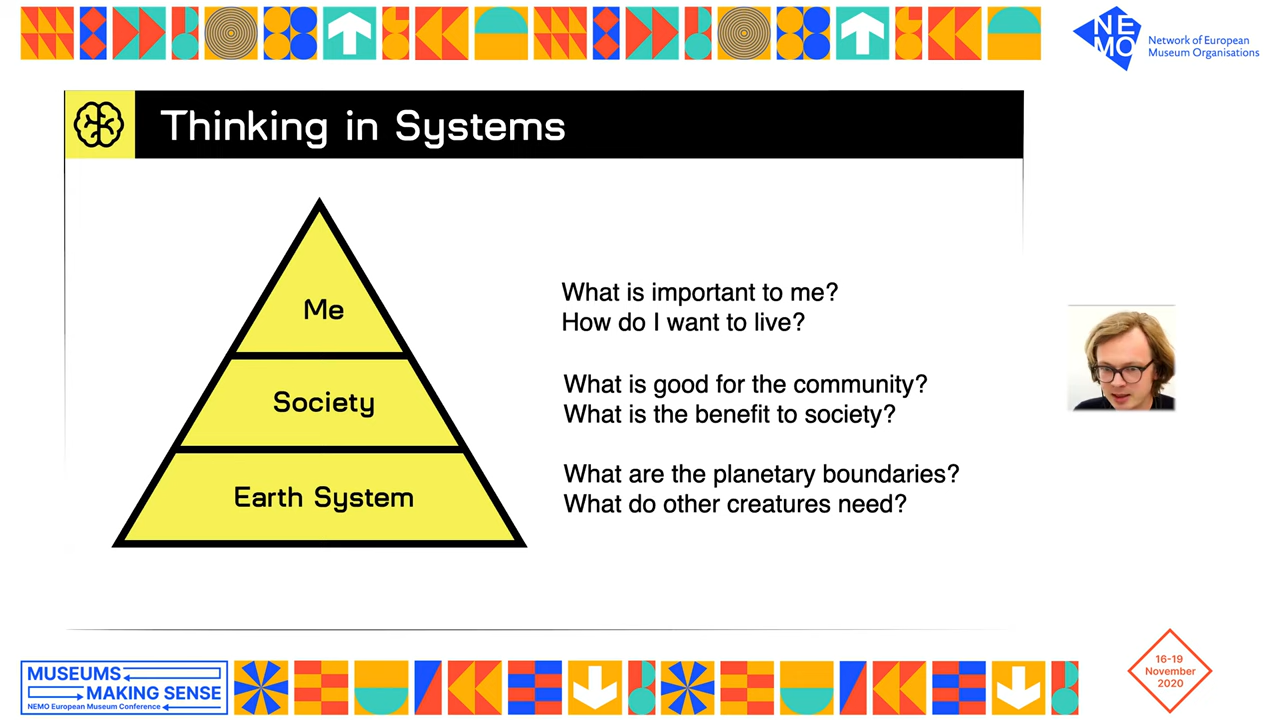 NE
MO
Network of European
Museum Organisations
Thinking in Systems
Me
What is important to me?
How do I want to live?
Society
What is good for the community?
What is the benefit to society?
Earth System
What are the planetary boundaries?
What do other creatures need?
MUSEUMS
MAKING SENSE
NEMO European Museum Conference
16-19
November
2020